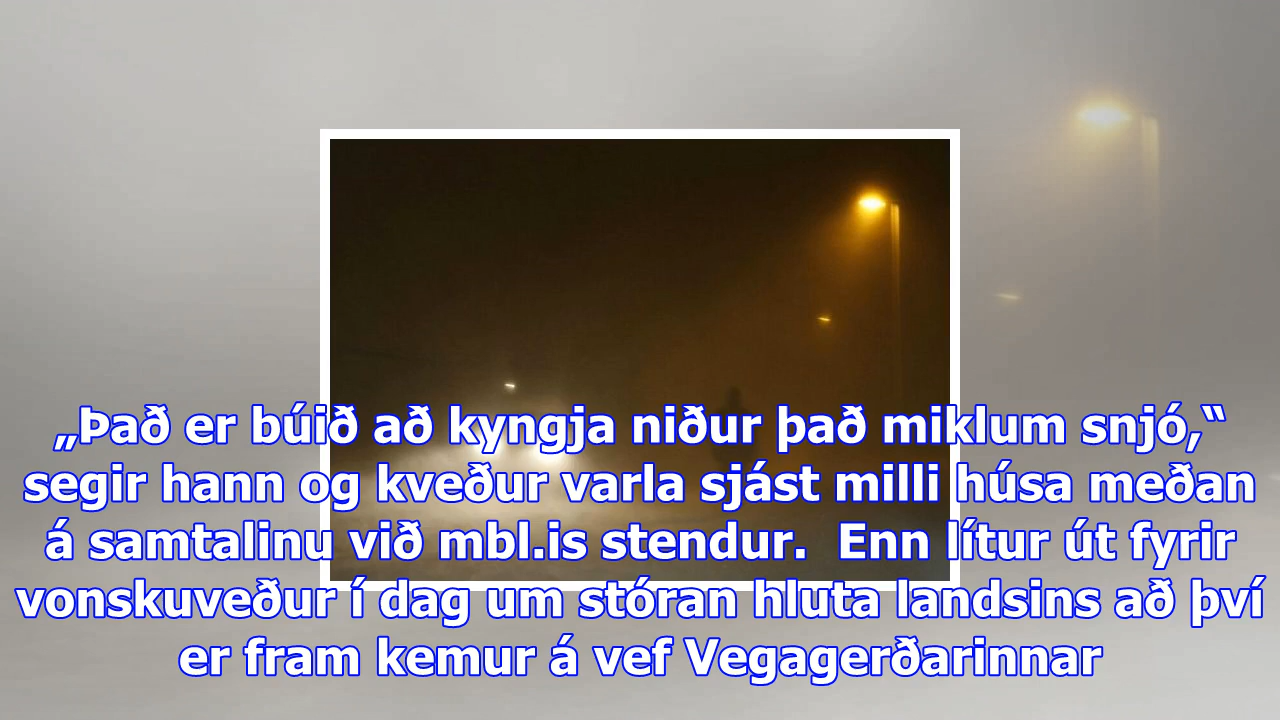 „Það er búið að kyngja niður það miklum snjó,“
segir hann og kveður varla sjást milli húsa meðan
á samtalinu við mbl.is stendur.  Enn lítur út fyrir
vonskuveður í dag um stóran hluta landsins að því
er fram kemur á vef Vegagerðarinnar